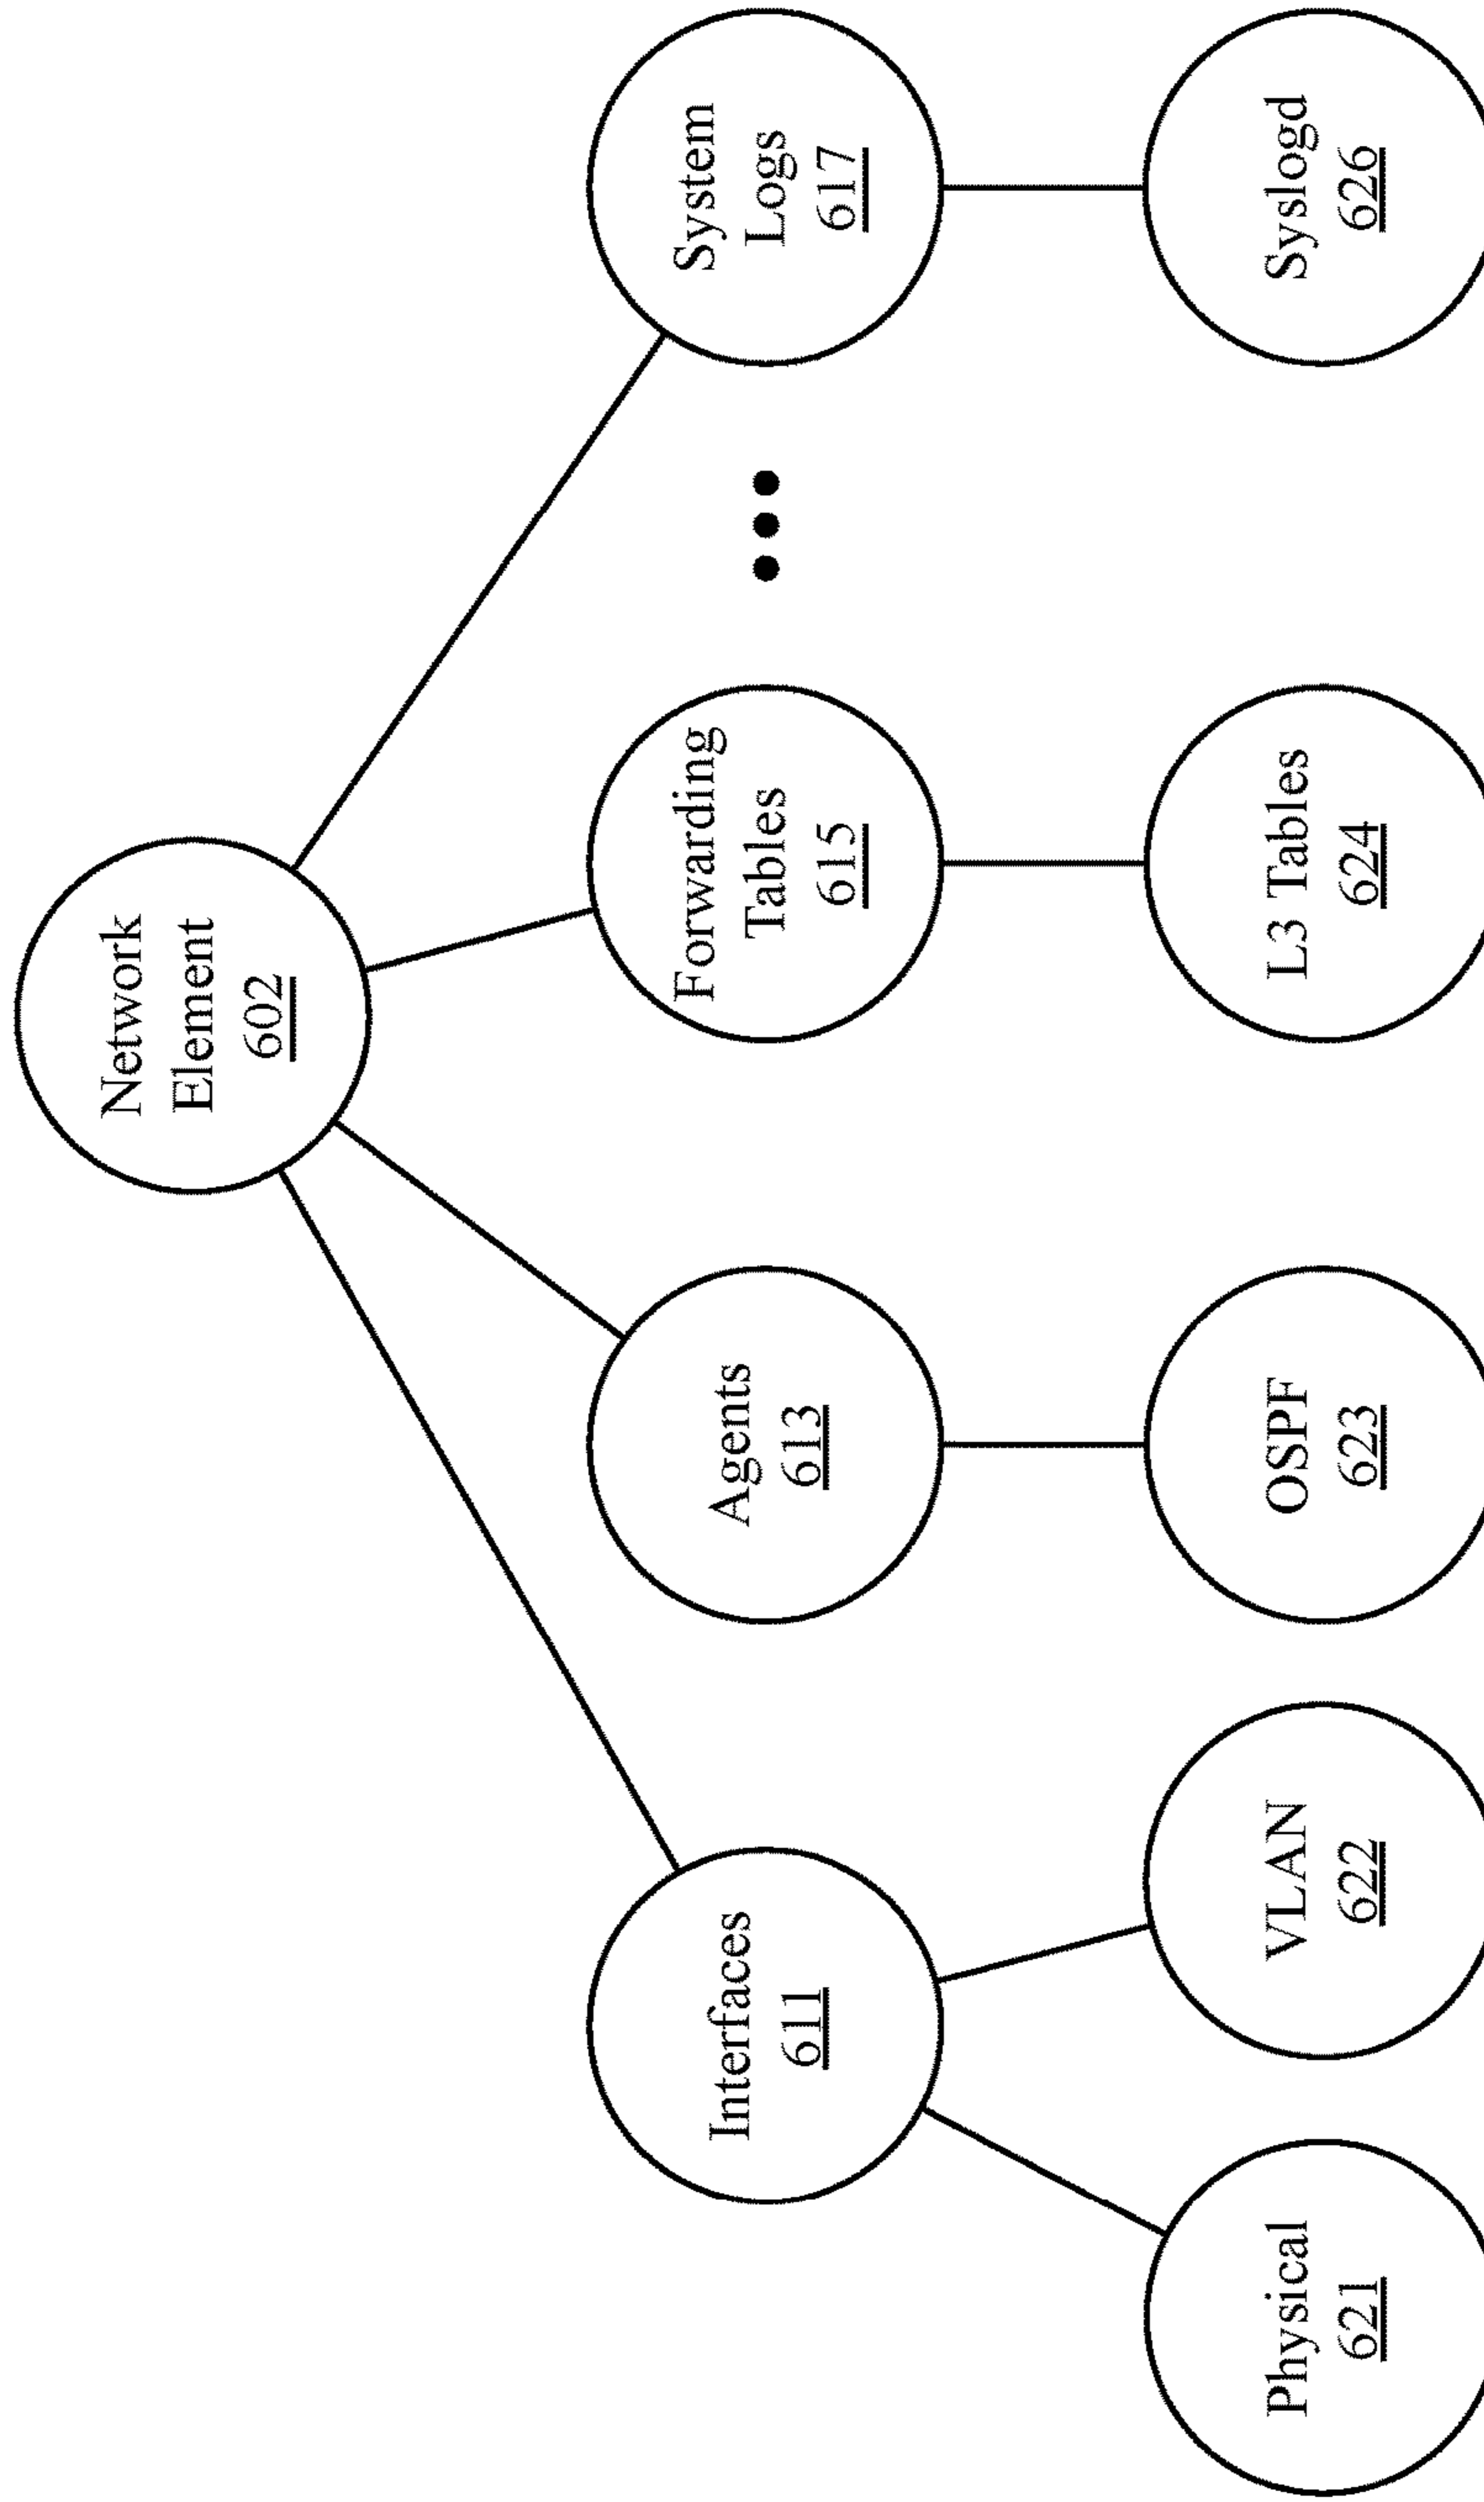 Network
Element
602
Interfaces
611
Agents
613
Forwarding
Tables
615
System
Logs
617
Physical
621
VLAN
622
OSPF
623
L3 Tables
624
Syslogd
626